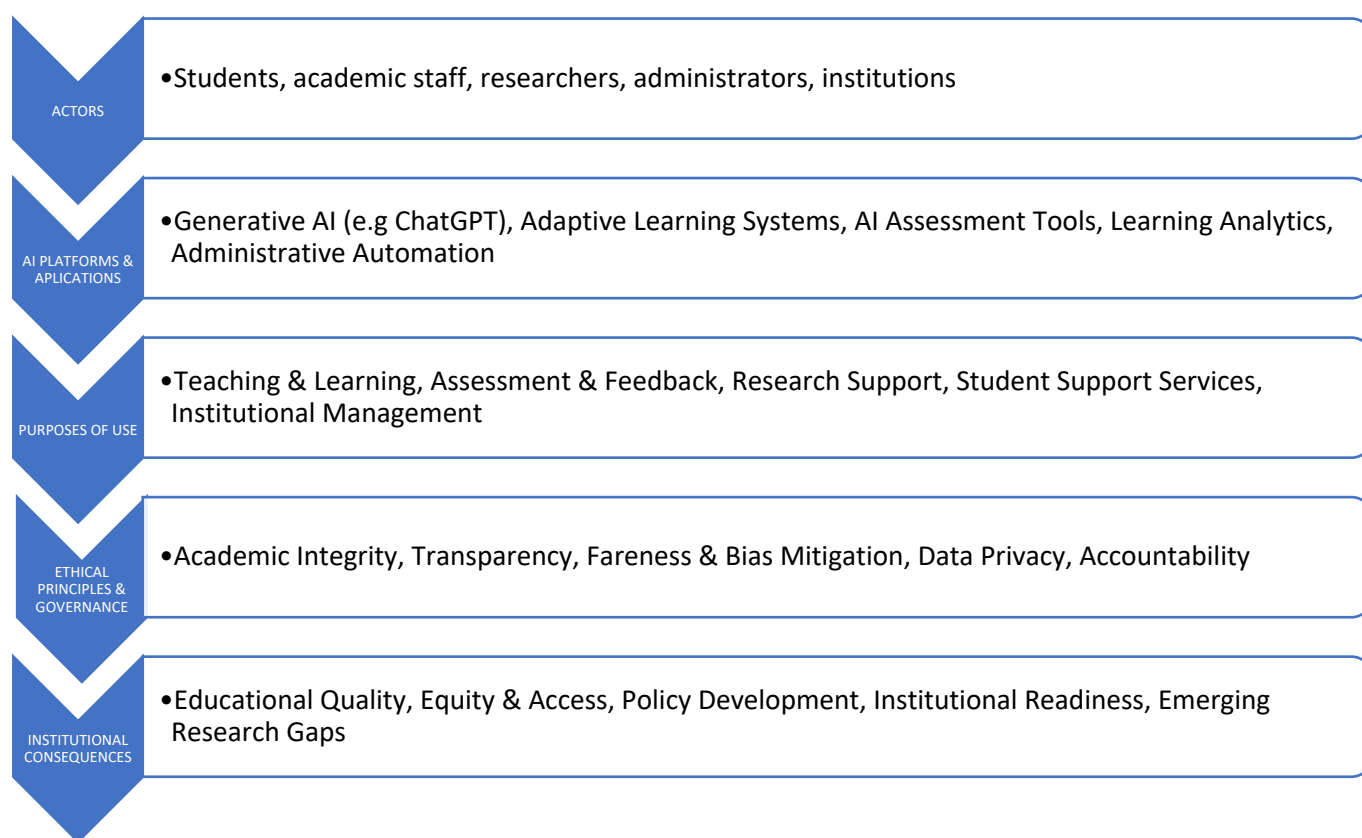 ACTORS
•Students, academic staff, researchers, administrators, institutions
AI PLATFORMS &
APLICATIONS
•Generative AI (e.g ChatGPT), Adaptive Learning Systems, AI Assessment Tools, Learning Analytics,
Administrative Automation
PURPOSES OF USE
•Teaching & Learning, Assessment & Feedback, Research Support, Student Support Services,
Institutional Management
ETHICAL
PRINCIPLES &
GOVERNANCE
•Academic Integrity, Transparency, Fareness & Bias Mitigation, Data Privacy, Accountability
INSTITUTIONAL
CONSEQUENCES
•Educational Quality, Equity & Access, Policy Development, Institutional Readiness, Emerging
Research Gaps